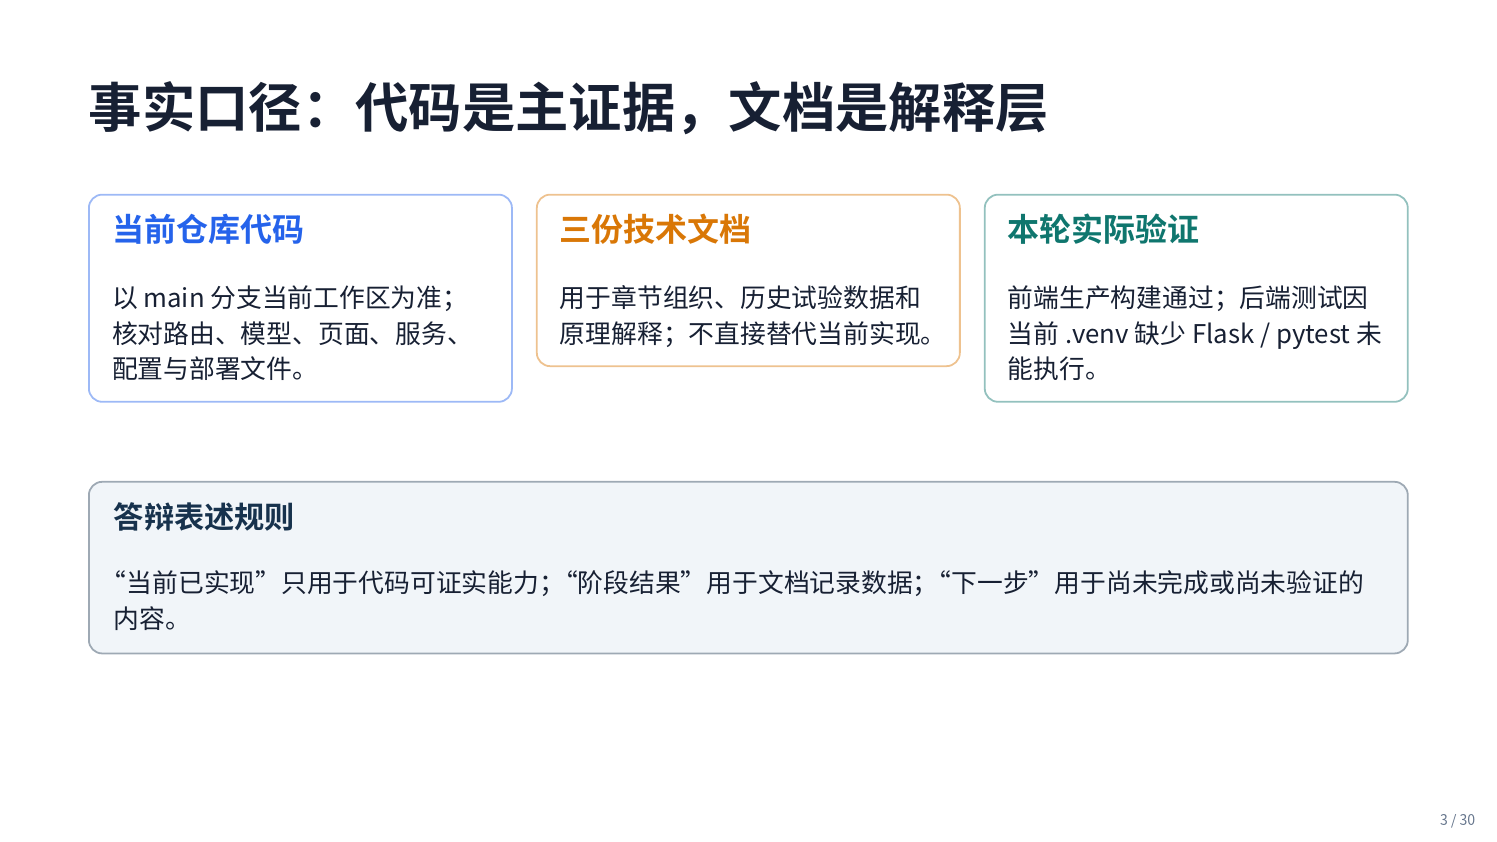 事实口径：代码是主证据，文档是解释层
当前仓库代码
以 main 分支当前工作区为准；
核对路由、模型、页面、服务、
配置与部署文件。
三份技术文档
用于章节组织、历史试验数据和
原理解释；不直接替代当前实现。
本轮实际验证
前端生产构建通过；后端测试因
当前 .venv 缺少 Flask / pytest 未
能执行。
答辩表述规则
“当前已实现”只用于代码可证实能力；“阶段结果”用于文档记录数据；“下一步”用于尚未完成或尚未验证的
内容。
3 / 30